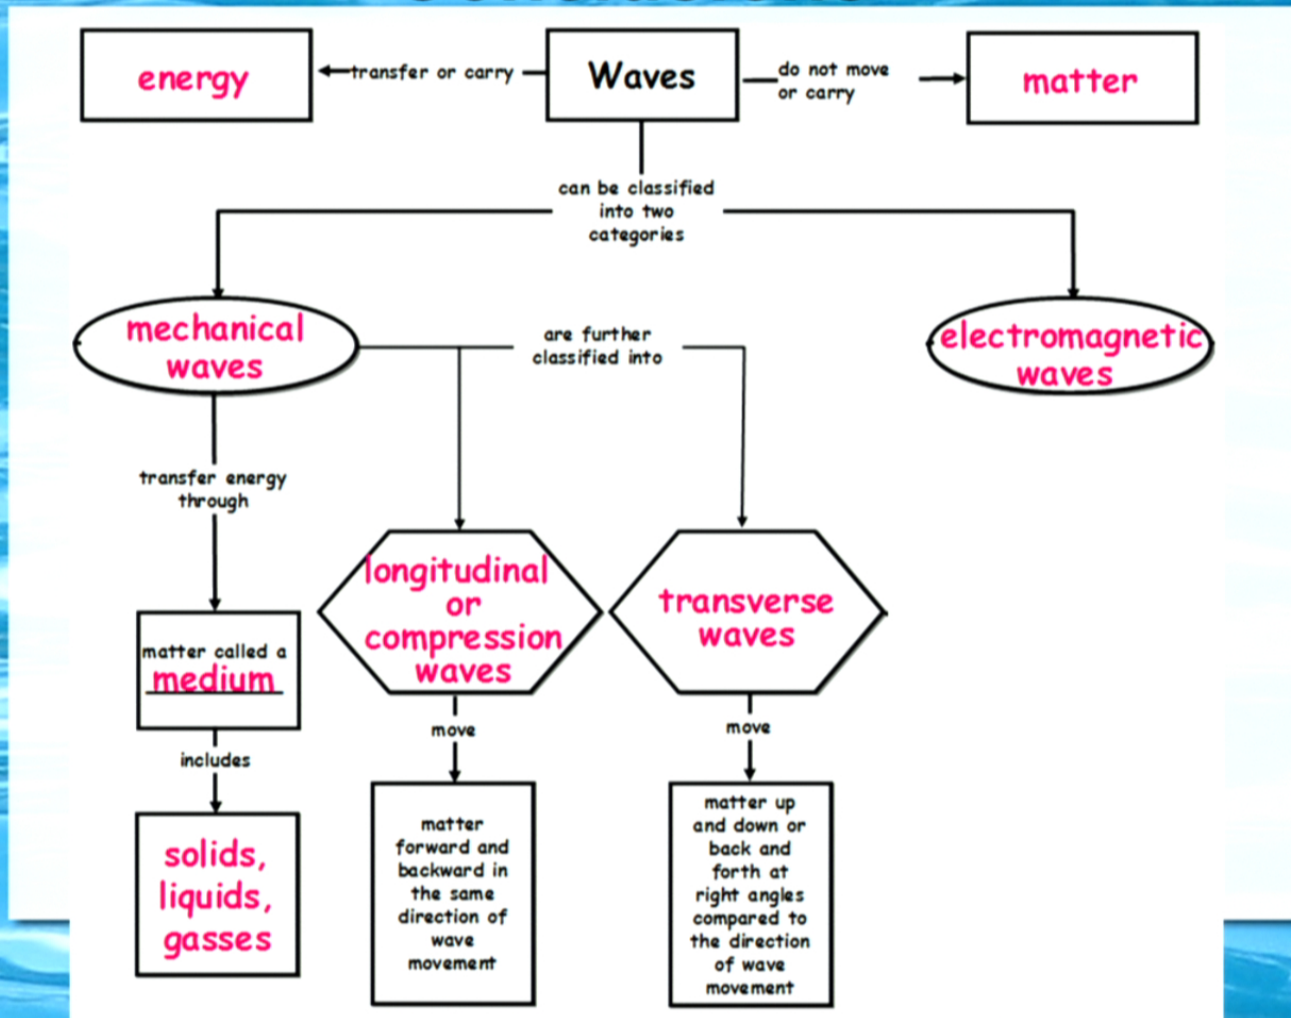 energy
transfer or carry
Waves
do not move
or carry
matter
can be classified
into two
categories
mechanical
waves
are further
classified into
electromagnetic
waves
transfer energy
through
longitudinal
or
compression
waves
transverse
waves
matter called a
medium
move
move
includes
solids,
liquids,
gasses
matter
forward and
backward in
the same
direction of
wave
movement
matter up
and down or
back and
forth at
right angles
compared to
the direction
of wave
movement